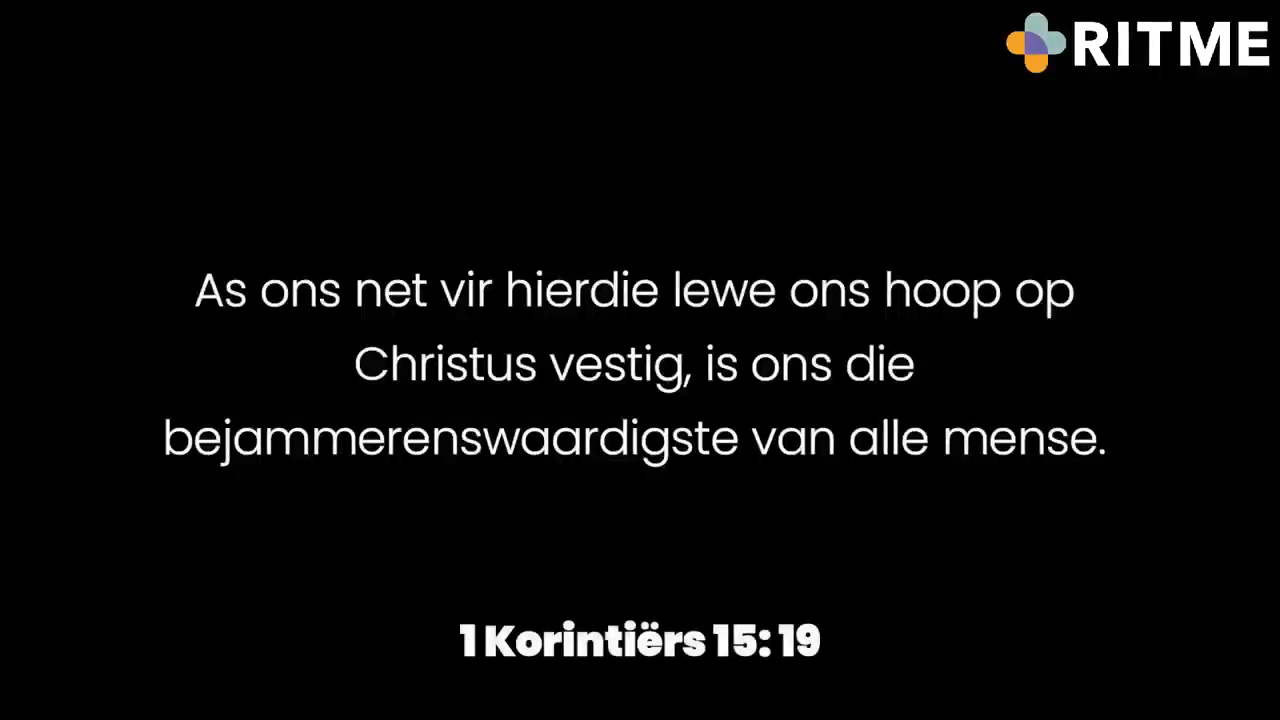 RITME
As ons net vir hierdie lewe ons hoop op
Christus vestig, is ons die
bejammerenswaardigste van alle mense.
1 Korintiërs 15: 19